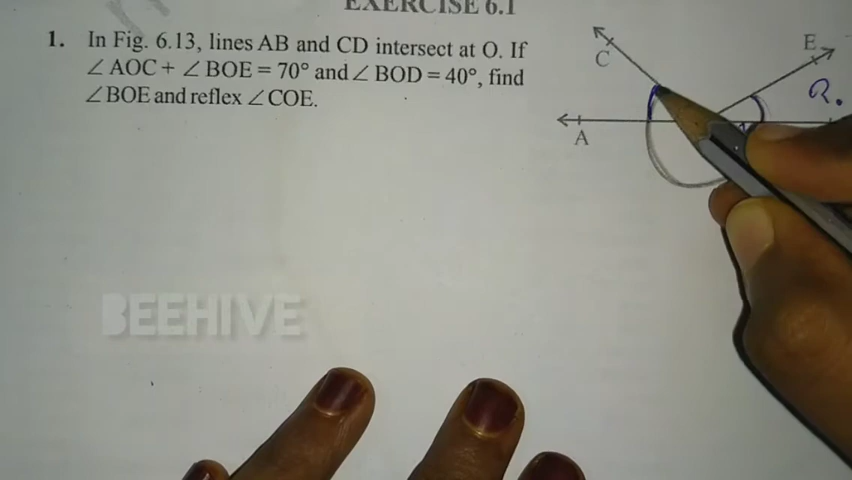 EXERCISE 6.1
1. In Fig. 6.13, lines AB and CD intersect at O. If
∠ AOC + ∠ BOE = 70° and ∠ BOD = 40°, find
∠ BOE and reflex ∠ COE.
C
E
A
BEEHIVE